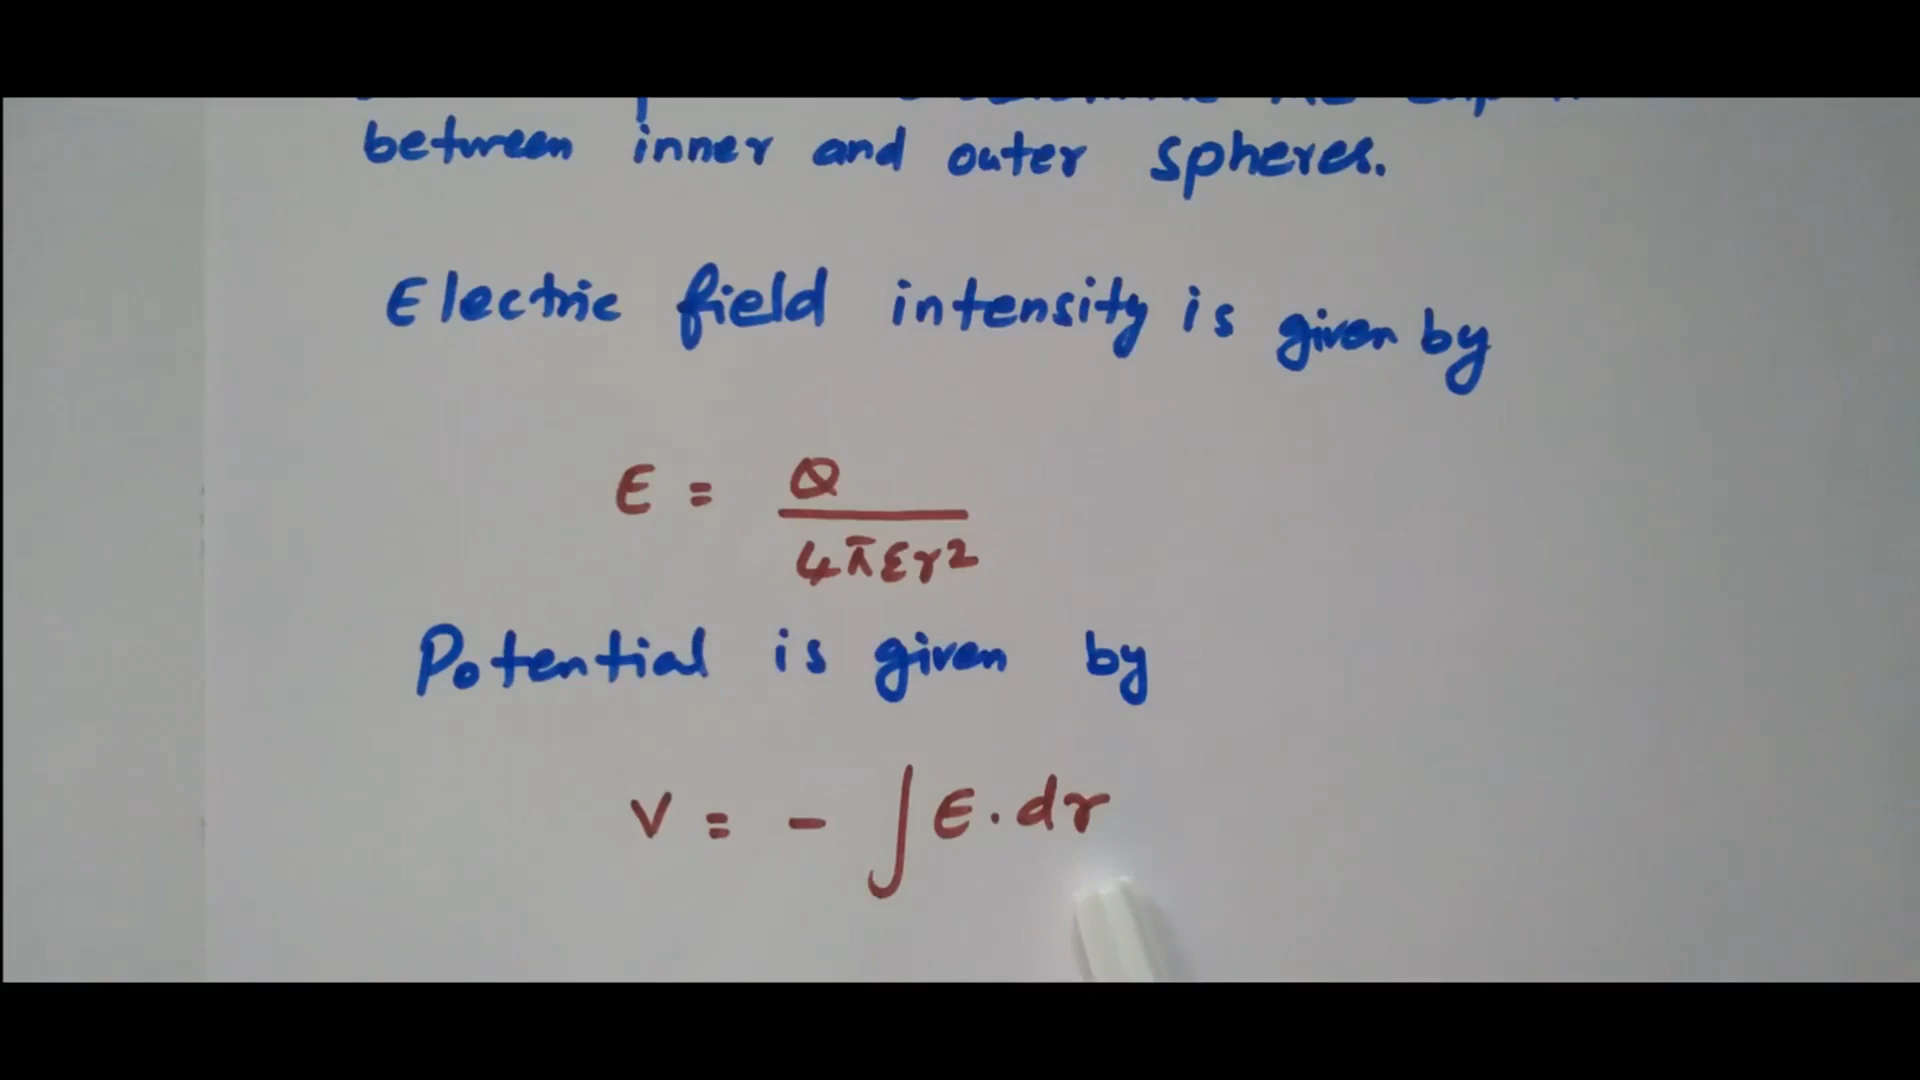 between inner and outer spheres.
Electric field intensity is given by
E = Q / 4πεr²
Potential is given by
V = - ∫ E. dr